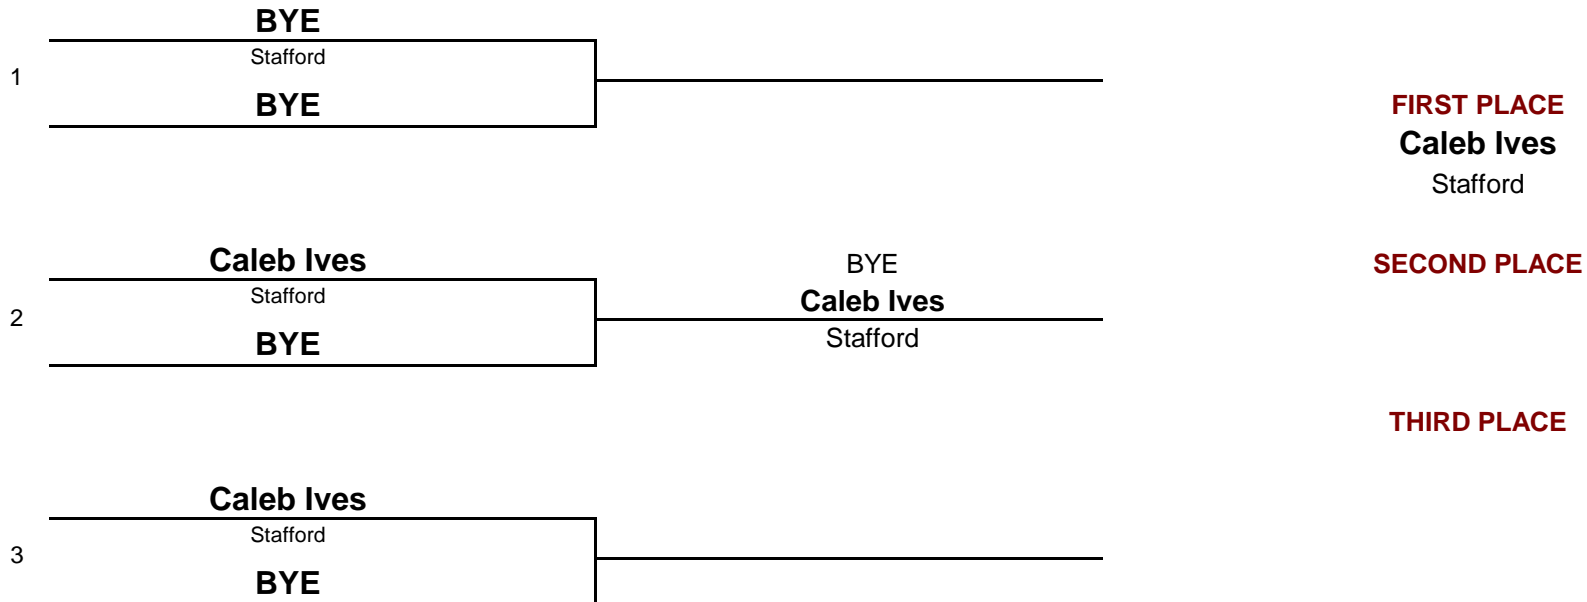 BYE
Stafford
1
BYE
FIRST PLACE
Caleb Ives
Stafford
Caleb Ives
Stafford
2
BYE
BYE
Caleb Ives
Stafford
SECOND PLACE
THIRD PLACE
Caleb Ives
Stafford
3
BYE